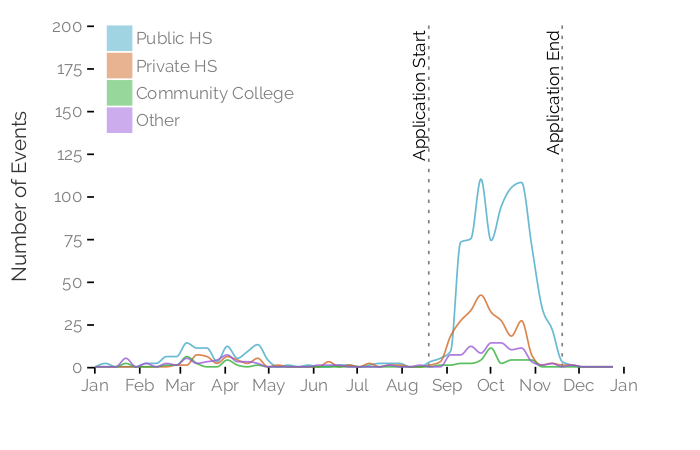 200
175
150
125
100
75
50
25
0
Number of Events
Public HS
Private HS
Community College
Other
Application Start
Application End
Jan Feb Mar Apr May Jun Jul Aug Sep Oct Nov Dec Jan